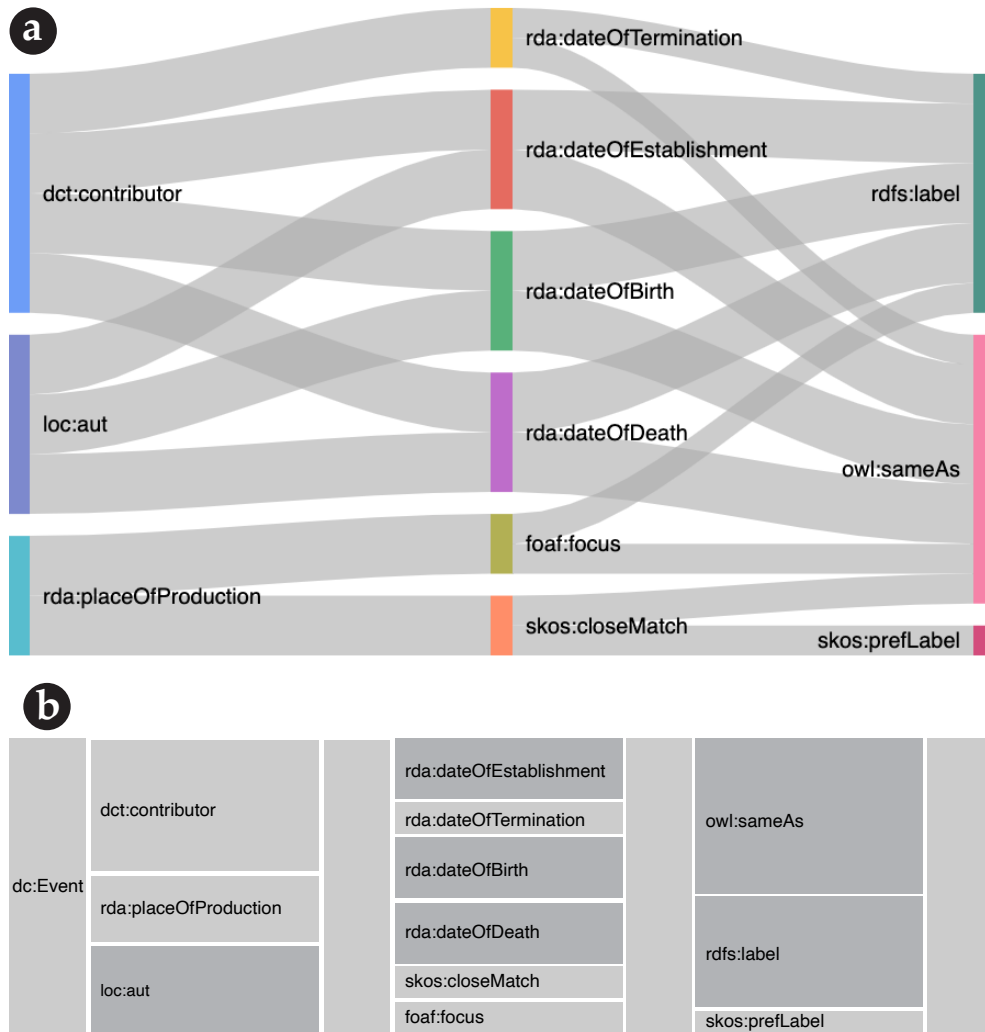 a
rda:dateOfTermination
rda:dateOfEstablishment
dct:contributor
rdfs:label
rda:dateOfBirth
loc:aut
rda:dateOfDeath
owl:sameAs
foaf:focus
rda:placeOfProduction
skos:closeMatch
skos:prefLabel
b
dc:Event
dct:contributor
rda:placeOfProduction
loc:aut
rda:dateOfEstablishment
rda:dateOfTermination
rda:dateOfBirth
rda:dateOfDeath
skos:closeMatch
foaf:focus
owl:sameAs
rdfs:label
skos:prefLabel